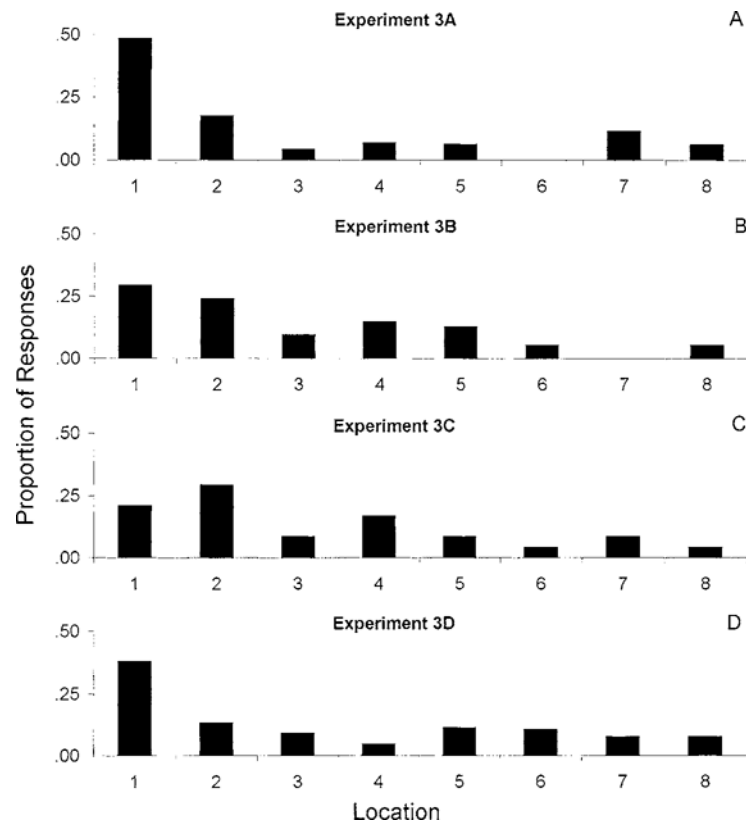 Experiment 3A
A
.50
.25
.00
1 2 3 4 5 6 7 8
Experiment 3B
B
.50
.25
.00
1 2 3 4 5 6 7 8
Experiment 3C
C
.50
.25
.00
1 2 3 4 5 6 7 8
Experiment 3D
D
.50
.25
.00
1 2 3 4 5 6 7 8
Location
Proportion of Responses